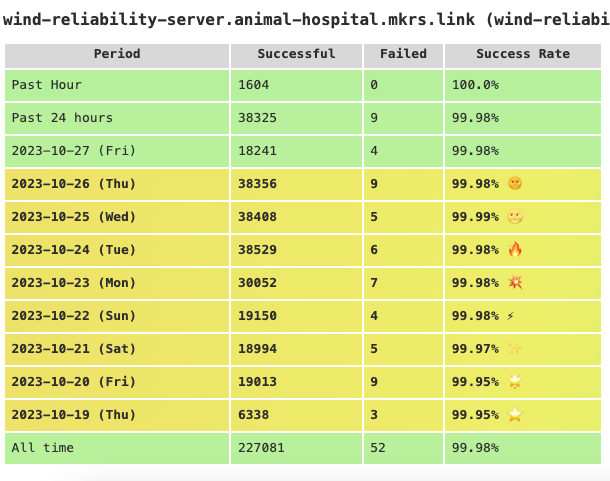 wind-reliability-server.animal-hospital.mkrs.link (wind-reliabi
Period Successful Failed Success Rate
Past Hour 1604 0 100.0%
Past 24 hours 38325 9 99.98%
2023-10-27 (Fri) 18241 4 99.98%
2023-10-26 (Thu) 38356 9 99.98% 🌞
2023-10-25 (Wed) 38408 5 99.99% 🌝
2023-10-24 (Tue) 38529 6 99.98% 🔥
2023-10-23 (Mon) 30052 7 99.98% 💥
2023-10-22 (Sun) 19150 4 99.98% ⚡
2023-10-21 (Sat) 18994 5 99.97% ✨
2023-10-20 (Fri) 19013 9 99.95% 🌟
2023-10-19 (Thu) 6338 3 99.95% ⭐
All time 227081 52 99.98%